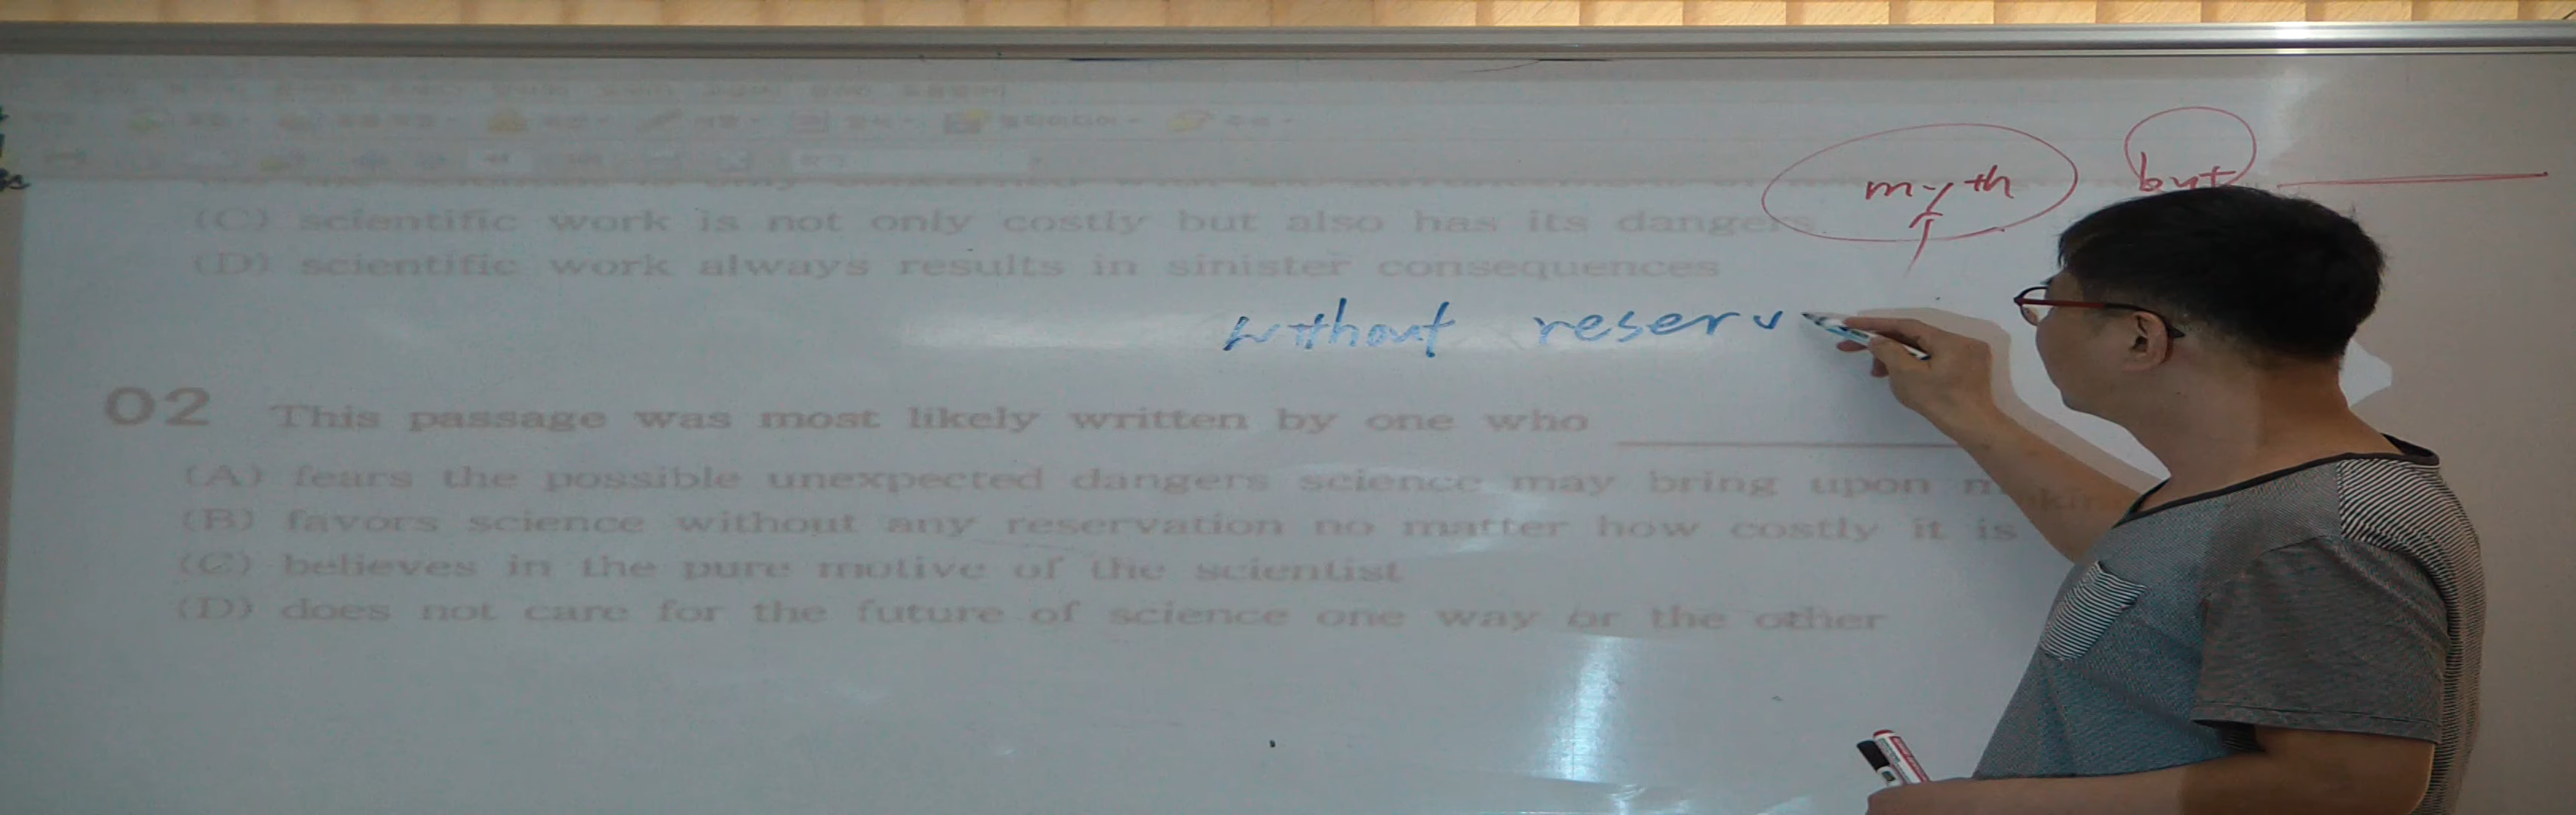 myth but
(C) scientific work is not only costly but also has its dangers
(D) scientific work always results in sinister consequences
without reserv
02 This passage was most likely written by one who
(A) fears the possible unexpected dangers science may bring upon
(B) favors science without any reservation no matter how costly it is
(C) believes in the pure motive of the scientist
(D) does not care for the future of science one way or the other